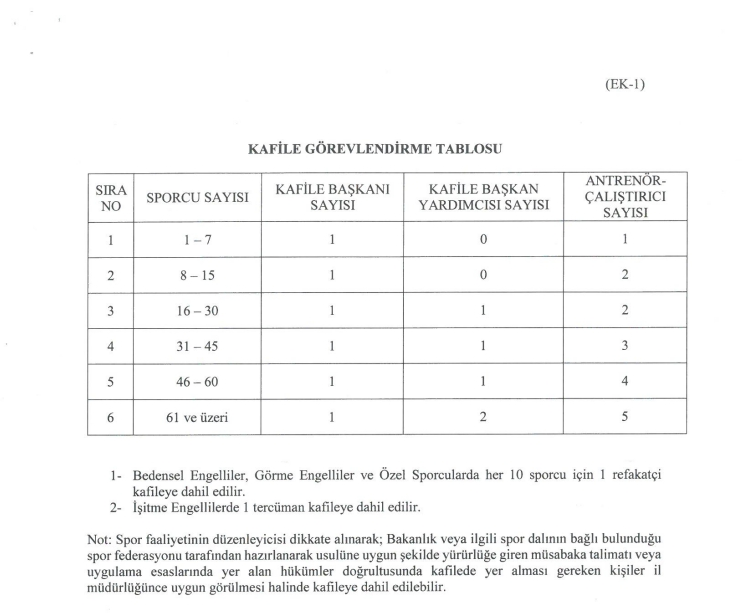 (EK-1)
KAFİLE GÖREVLENDİRME TABLOSU
SIRA NO SPORCU SAYISI KAFİLE BAŞKANI SAYISI KAFİLE BAŞKAN YARDIMCISI SAYISI ANTRENÖR-ÇALIŞTIRICI SAYISI
1 1 – 7 1 0 1
2 8 – 15 1 0 2
3 16 – 30 1 1 2
4 31 – 45 1 1 3
5 46 – 60 1 1 4
6 61 ve üzeri 1 2 5
1- Bedensel Engelliler, Görme Engelliler ve Özel Sporcularda her 10 sporcu için 1 refakatçi
kafileye dahil edilir.
2- İşitme Engellilerde 1 tercüman kafileye dahil edilir.
Not: Spor faaliyetinin düzenleyicisi dikkate alınarak; Bakanlık veya ilgili spor dalının bağlı bulunduğu
spor federasyonu tarafından hazırlanarak usulüne uygun şekilde yürürlüğe giren müsabaka talimatı veya
uygulama esaslarında yer alan hükümler doğrultusunda kafilede yer alması gereken kişiler il
müdürlüğünce uygun görülmesi halinde kafileye dahil edilebilir.